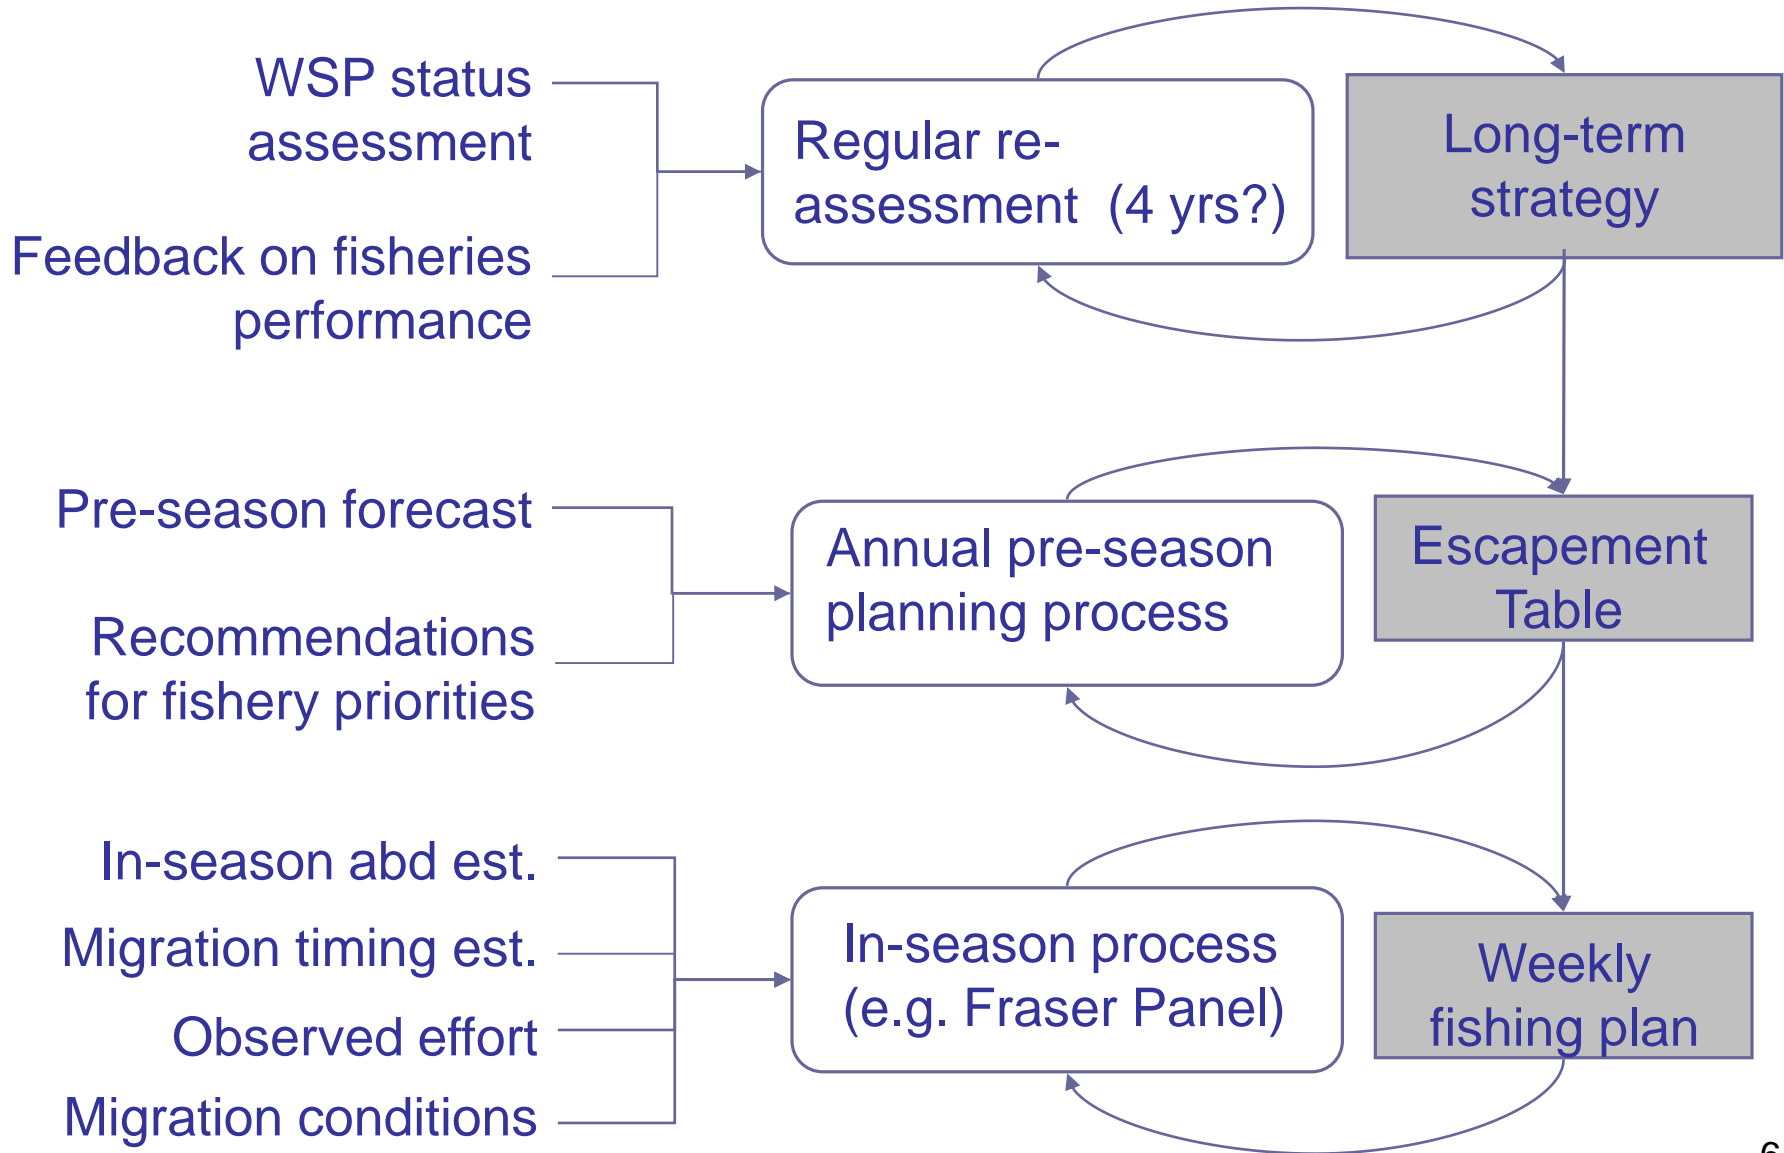 WSP status
assessment
Feedback on fisheries
performance
Regular re-
assessment (4 yrs?)
Long-term
strategy
Pre-season forecast
Recommendations
for fishery priorities
Annual pre-season
planning process
Escapement
Table
In-season abd est.
Migration timing est.
Observed effort
Migration conditions
In-season process
(e.g. Fraser Panel)
Weekly
fishing plan
6